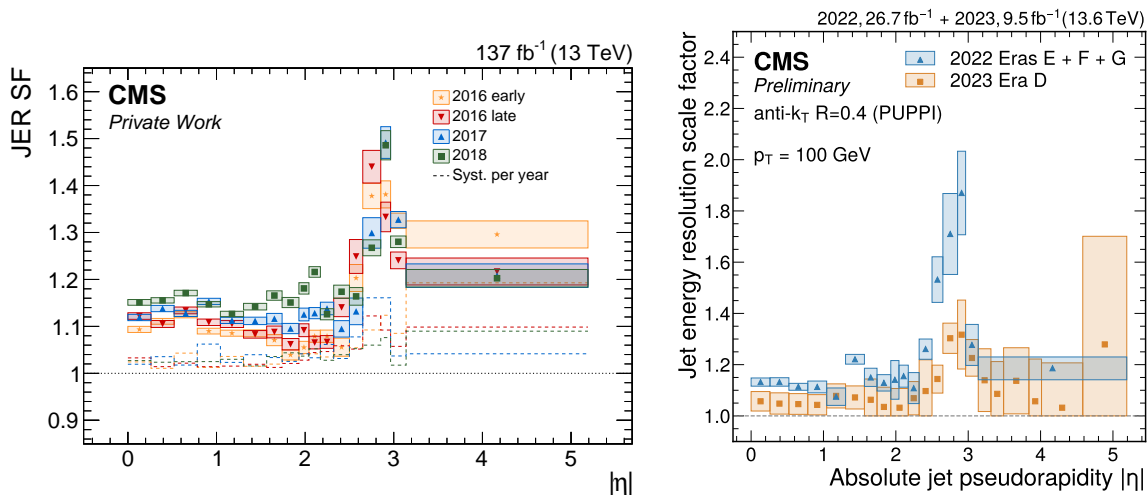 137 fb⁻¹ (13 TeV)
JER SF
CMS
Private Work
2016 early
2016 late
2017
2018
Syst. per year
1.6
1.5
1.4
1.3
1.2
1.1
1
0.9
0 1 2 3 4 5
|η|
2022, 26.7 fb⁻¹ + 2023, 9.5 fb⁻¹ (13.6 TeV)
Jet energy resolution scale factor
CMS
Preliminary
anti-k_T R=0.4 (PUPPI)
p_T = 100 GeV
2022 Eras E + F + G
2023 Era D
2.4
2.2
2.0
1.8
1.6
1.4
1.2
1.0
0 1 2 3 4 5
Absolute jet pseudorapidity |η|